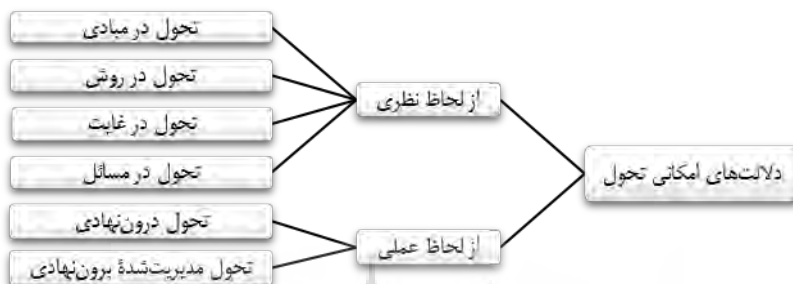 دلالت‌های امکانی تحول
از لحاظ نظری
تحول در مبادی
تحول در روش
تحول در غایت
تحول در مسائل
از لحاظ عملی
تحول درون‌نهادی
تحول مدیریت‌شدهٔ برون‌نهادی